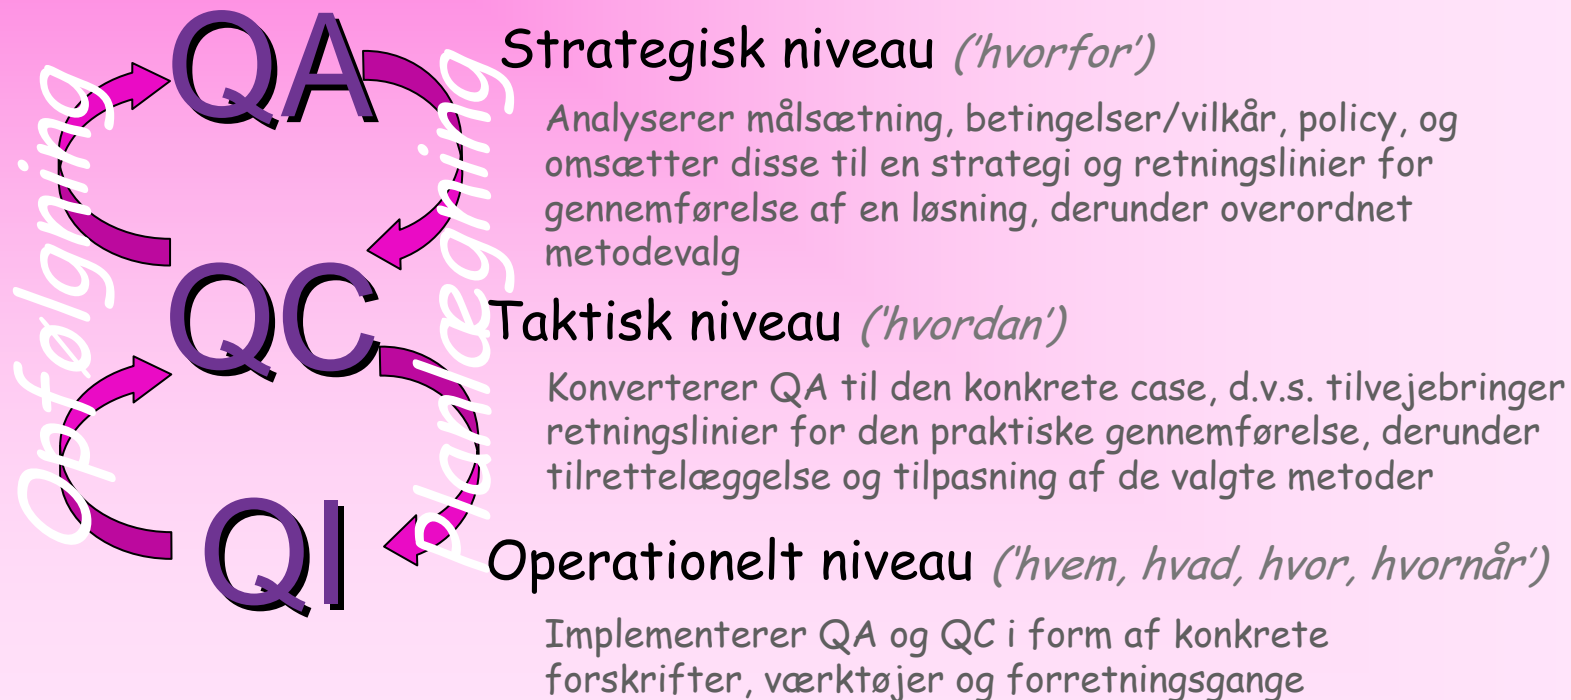 QA
Strategisk niveau ('hvorfor')
Analyserer målsætning, betingelser/vilkår, policy, og
omsætter disse til en strategi og retningslinier for
gennemførelse af en løsning, derunder overordnet
metodevalg
Opfølgning
Planlægning
QC
Taktisk niveau ('hvordan')
Konverterer QA til den konkrete case, d.v.s. tilvejebringer
retningslinier for den praktiske gennemførelse, derunder
tilrettelæggelse og tilpasning af de valgte metoder
QI
Operationelt niveau ('hvem, hvad, hvor, hvornår')
Implementerer QA og QC i form af konkrete
forskrifter, værktøjer og forretningsgange